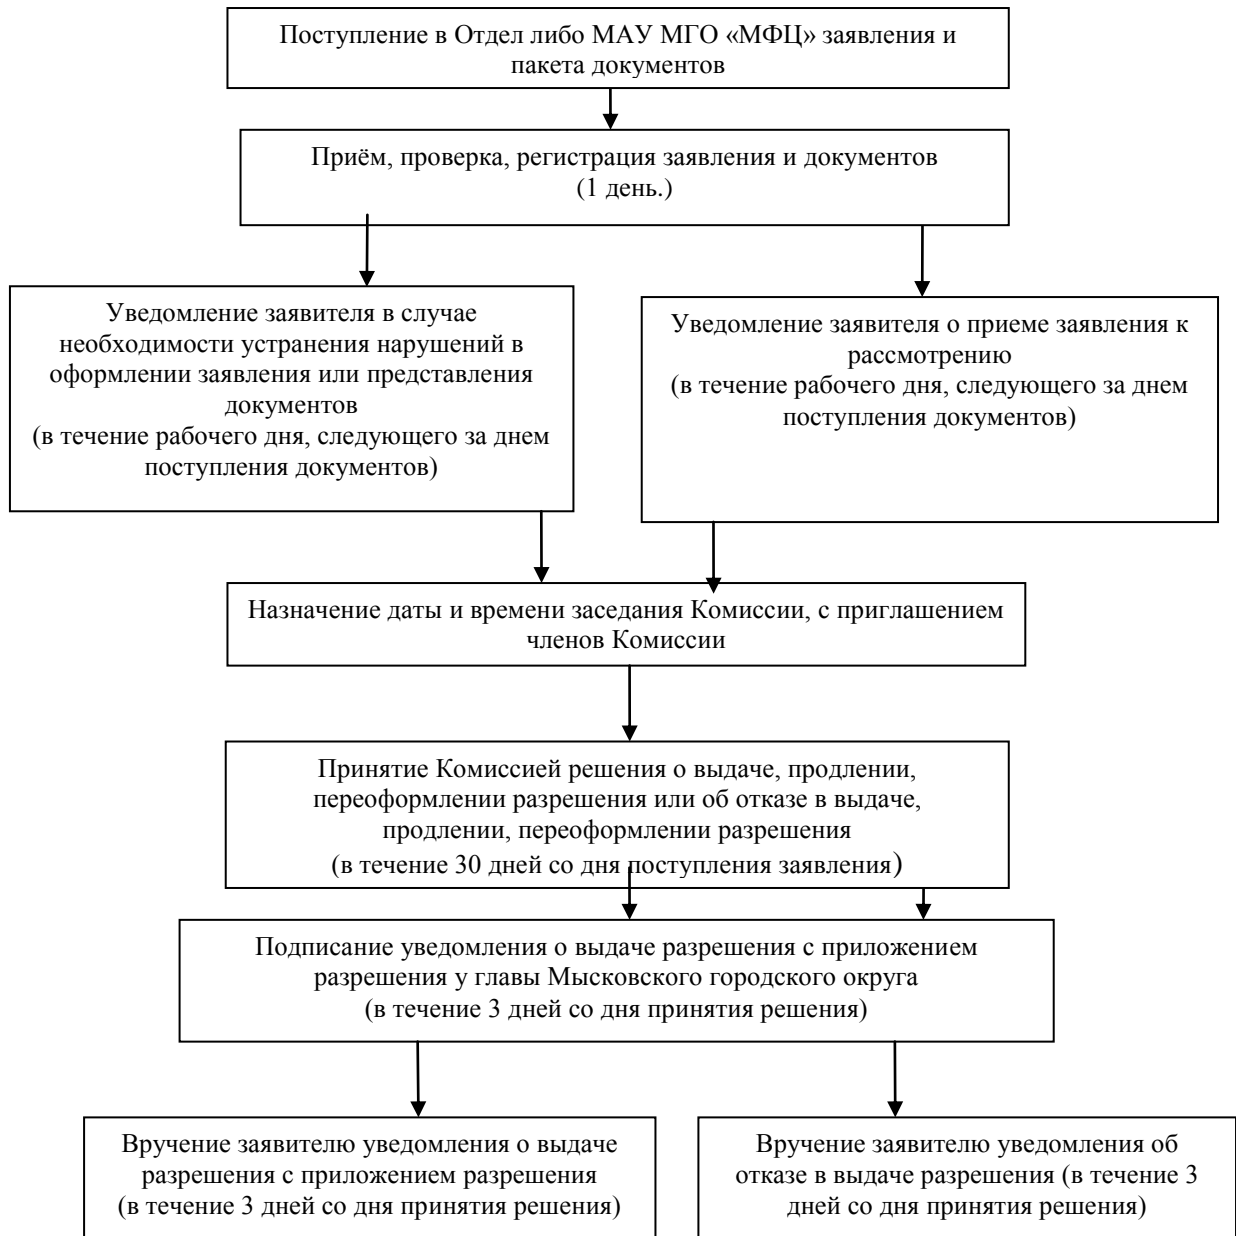 Поступление в Отдел либо МАУ МГО «МФЦ» заявления и
пакета документов
Приём, проверка, регистрация заявления и документов
(1 день.)
Уведомление заявителя в случае
необходимости устранения нарушений в
оформлении заявления или представления
документов
(в течение рабочего дня, следующего за днем
поступления документов)
Уведомление заявителя о приеме заявления к
рассмотрению
(в течение рабочего дня, следующего за днем
поступления документов)
Назначение даты и времени заседания Комиссии, с приглашением
членов Комиссии
Принятие Комиссией решения о выдаче, продлении,
переоформлении разрешения или об отказе в выдаче,
продлении, переоформлении разрешения
(в течение 30 дней со дня поступления заявления)
Подписание уведомления о выдаче разрешения с приложением
разрешения у главы Мысковского городского округа
(в течение 3 дней со дня принятия решения)
Вручение заявителю уведомления о выдаче
разрешения с приложением разрешения
(в течение 3 дней со дня принятия решения)
Вручение заявителю уведомления об
отказе в выдаче разрешения (в течение 3
дней со дня принятия решения)